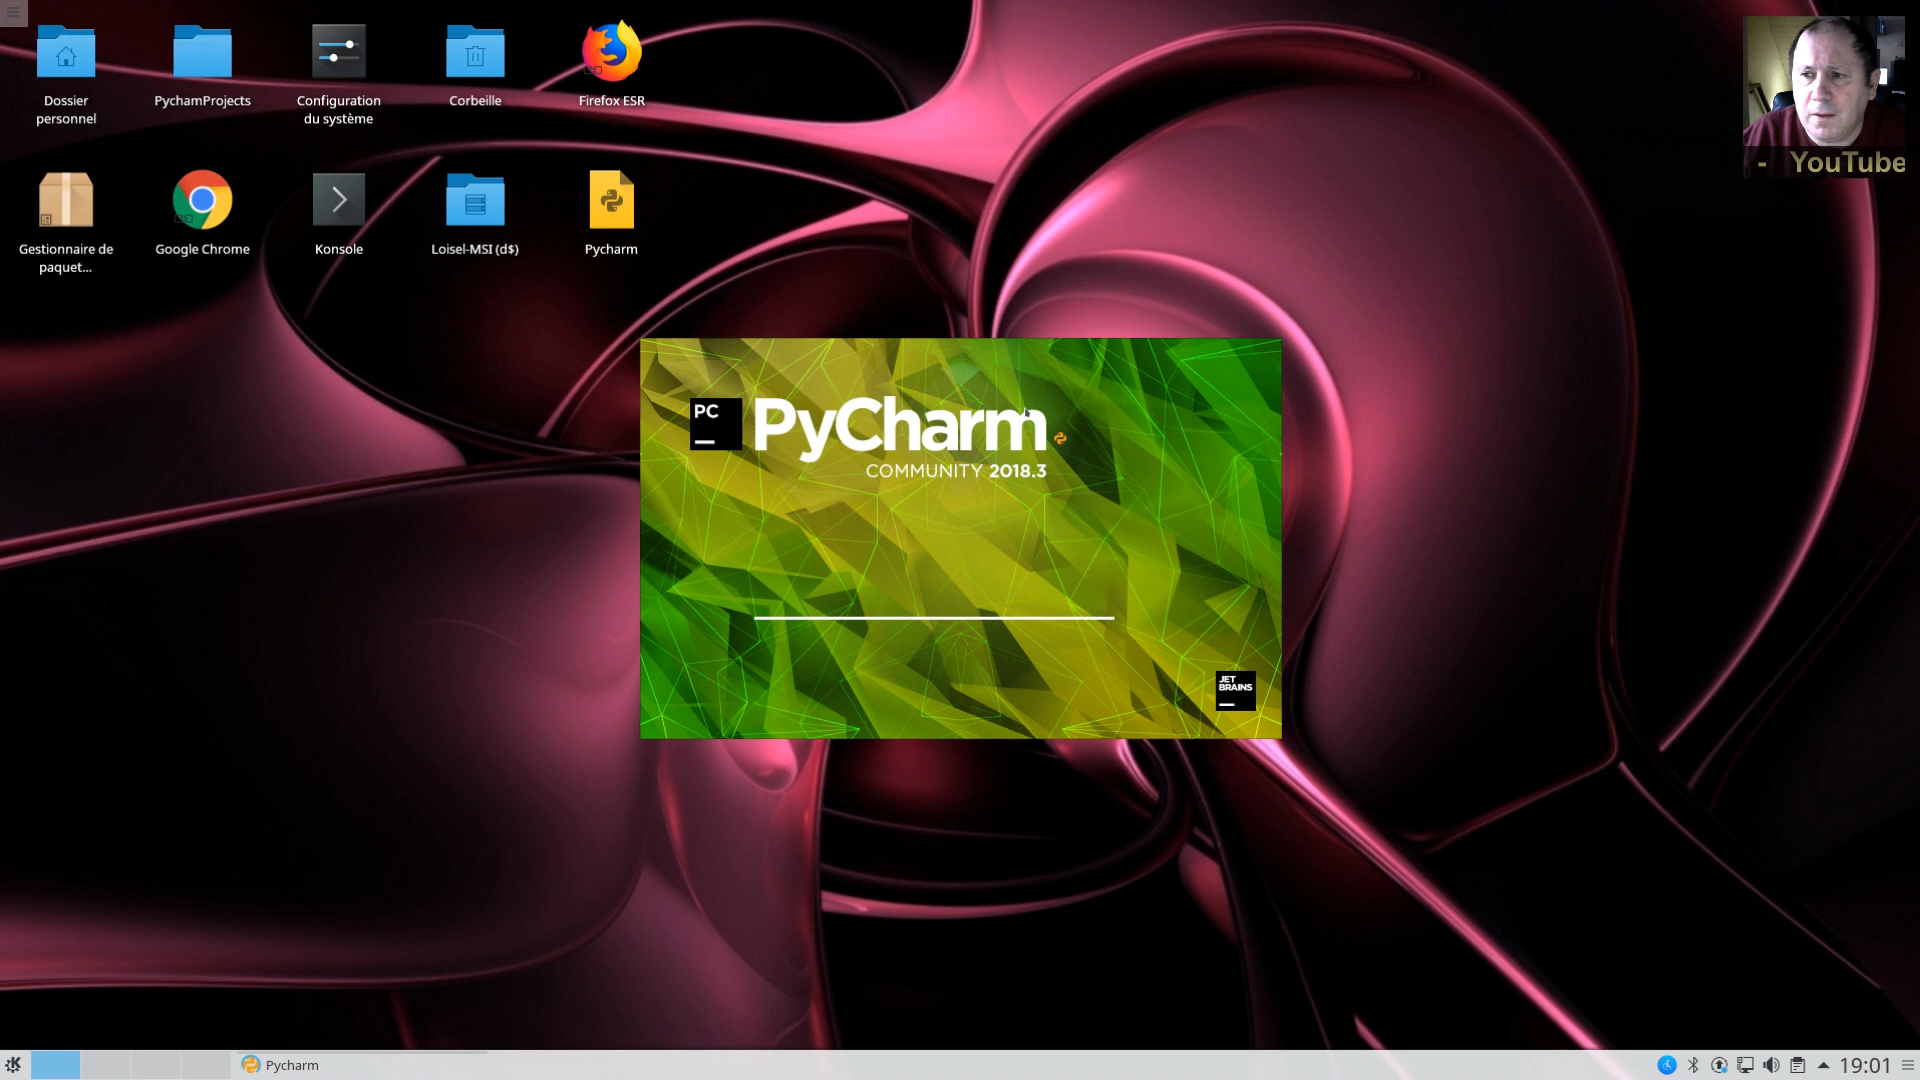 Dossier
personnel
PychamProjects
Configuration
du système
Corbeille
Firefox ESR
- YouTube
Gestionnaire de
paquet...
Google Chrome
Konsole
Loisel-MSI (d$)
Pycharm
PC
PyCharm
COMMUNITY 2018.3
JET
BRAINS
Pycharm
19:01